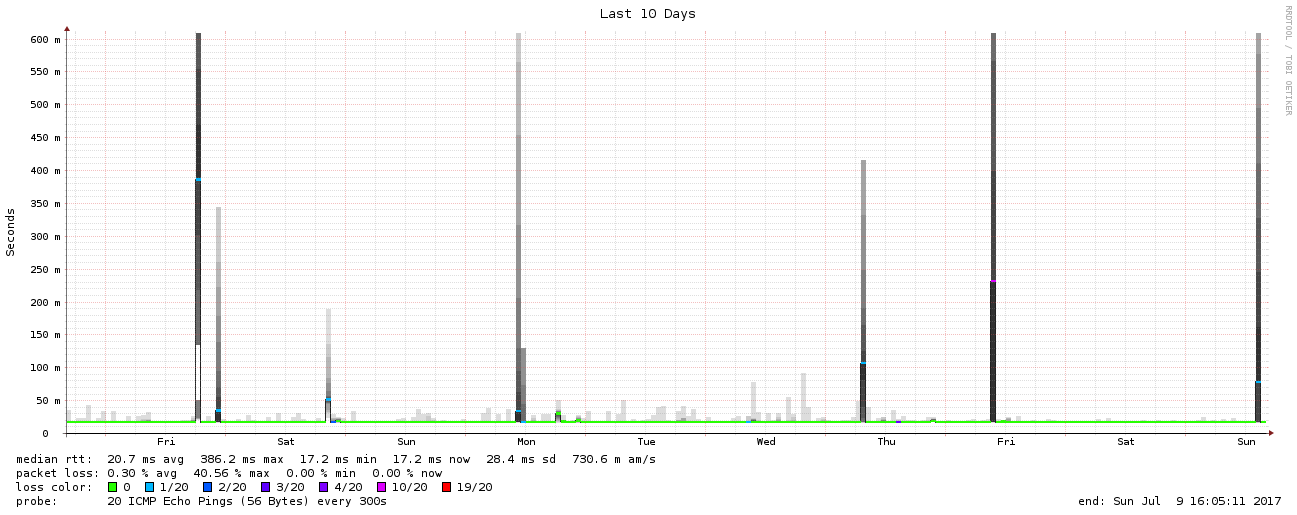 Last 10 Days
RRDTOOL / TOBI OETIKER
Seconds
600 m
550 m
500 m
450 m
400 m
350 m
300 m
250 m
200 m
150 m
100 m
50 m
0
Fri Sat Sun Mon Tue Wed Thu Fri Sat Sun
median rtt: 20.7 ms avg 386.2 ms max 17.2 ms min 17.2 ms now 28.4 ms sd 730.6 m am/s
packet loss: 0.30 % avg 40.56 % max 0.00 % min 0.00 % now
loss color: 0 1/20 2/20 3/20 4/20 10/20 19/20
probe: 20 ICMP Echo Pings (56 Bytes) every 300s end: Sun Jul 9 16:05:11 2017